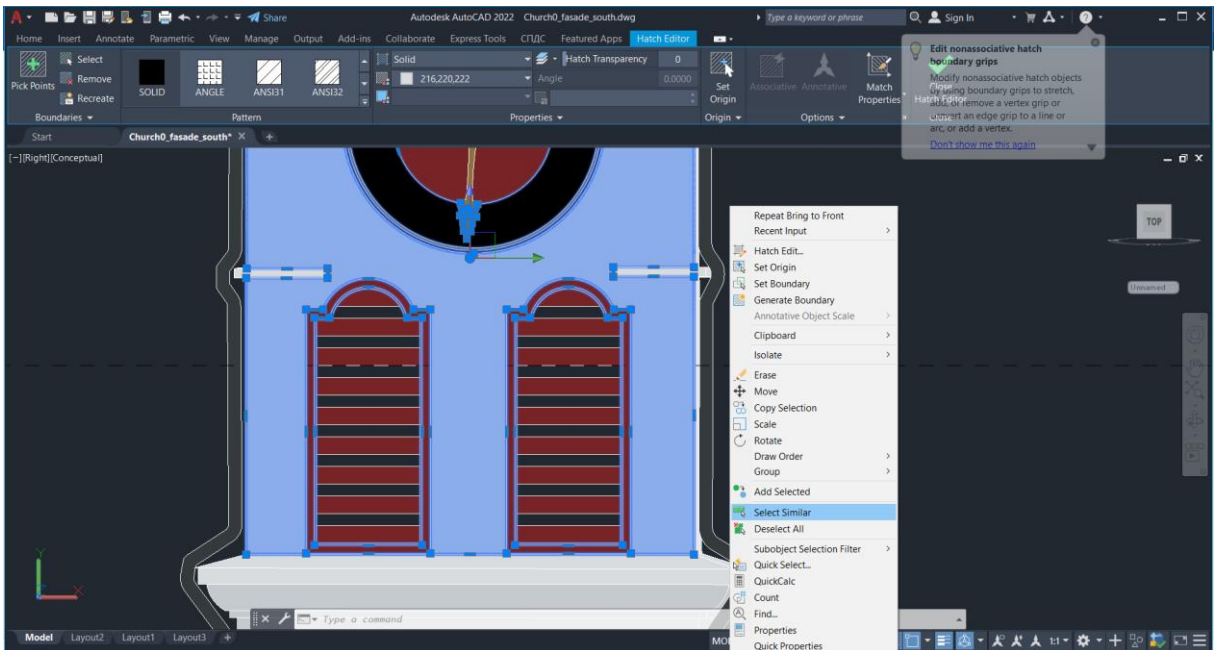 Share
Autodesk AutoCAD 2022 Church0_fasade_south.dwg
Type a keyword or phrase
Sign In
Home Insert Annotate Parametric View Manage Output Add-ins Collaborate Express Tools СПДС Featured Apps Hatch Editor
Pick Points
Select
Remove
Recreate
SOLID
ANGLE
ANSI31
ANSI32
Solid
216,220,222
Hatch Transparency 0
Angle 0.0000
Set Origin
Associative Annotative
Match Properties
Close
Hatch Editor
Boundaries
Pattern
Properties
Origin
Options
Edit nonassociative hatch
boundary grips
Modify nonassociative hatch objects
by using boundary grips to stretch,
add, or remove a vertex grip or
convert an edge grip to a line or
arc, or add a vertex.
Don't show me this again
Start
Church0_fasade_south*
[-][Right][Conceptual]
TOP
Unnamed
Repeat Bring to Front
Recent Input
Hatch Edit...
Set Origin
Set Boundary
Generate Boundary
Annotative Object Scale
Clipboard
Isolate
Erase
Move
Copy Selection
Scale
Rotate
Draw Order
Group
Add Selected
Select Similar
Deselect All
Subobject Selection Filter
Quick Select...
QuickCalc
Count
Find...
Properties
Quick Properties
Y
X
Type a command
Model Layout2 Layout1 Layout3 +
1:1